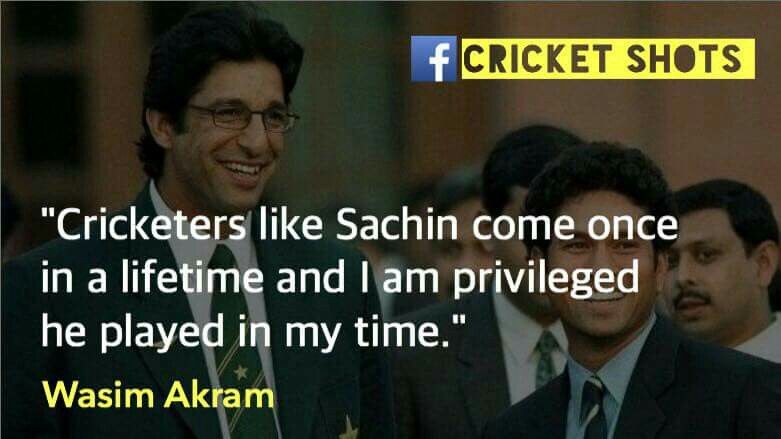 f CRICKET SHOTS
"Cricketers like Sachin come once
in a lifetime and I am privileged
he played in my time."
Wasim Akram